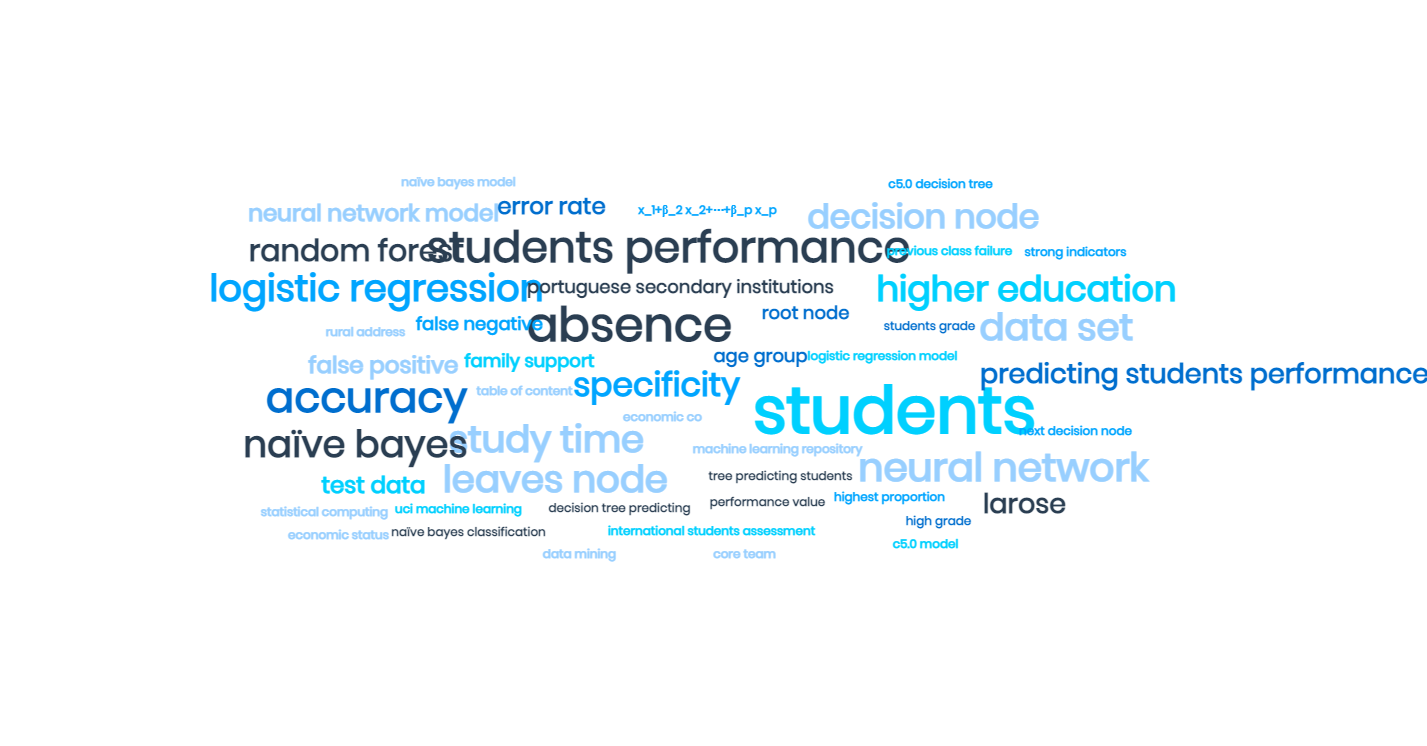 naïve bayes model
c5.0 decision tree
neural network model
error rate
x_1+β_2 x_2+⋯+β_p x_p
decision node
random forest
students performance
previous class failure
strong indicators
logistic regression
portuguese secondary institutions
higher education
rural address
false negative
absence
root node
students grade
data set
false positive
family support
age group
logistic regression model
predicting students performance
accuracy
table of content
specificity
students
economic co
next decision node
naïve bayes
study time
machine learning repository
neural network
leaves node
tree predicting students
test data
performance value
highest proportion
larose
statistical computing
uci machine learning
decision tree predicting
high grade
economic status
naïve bayes classification
international students assessment
c5.0 model
data mining
core team